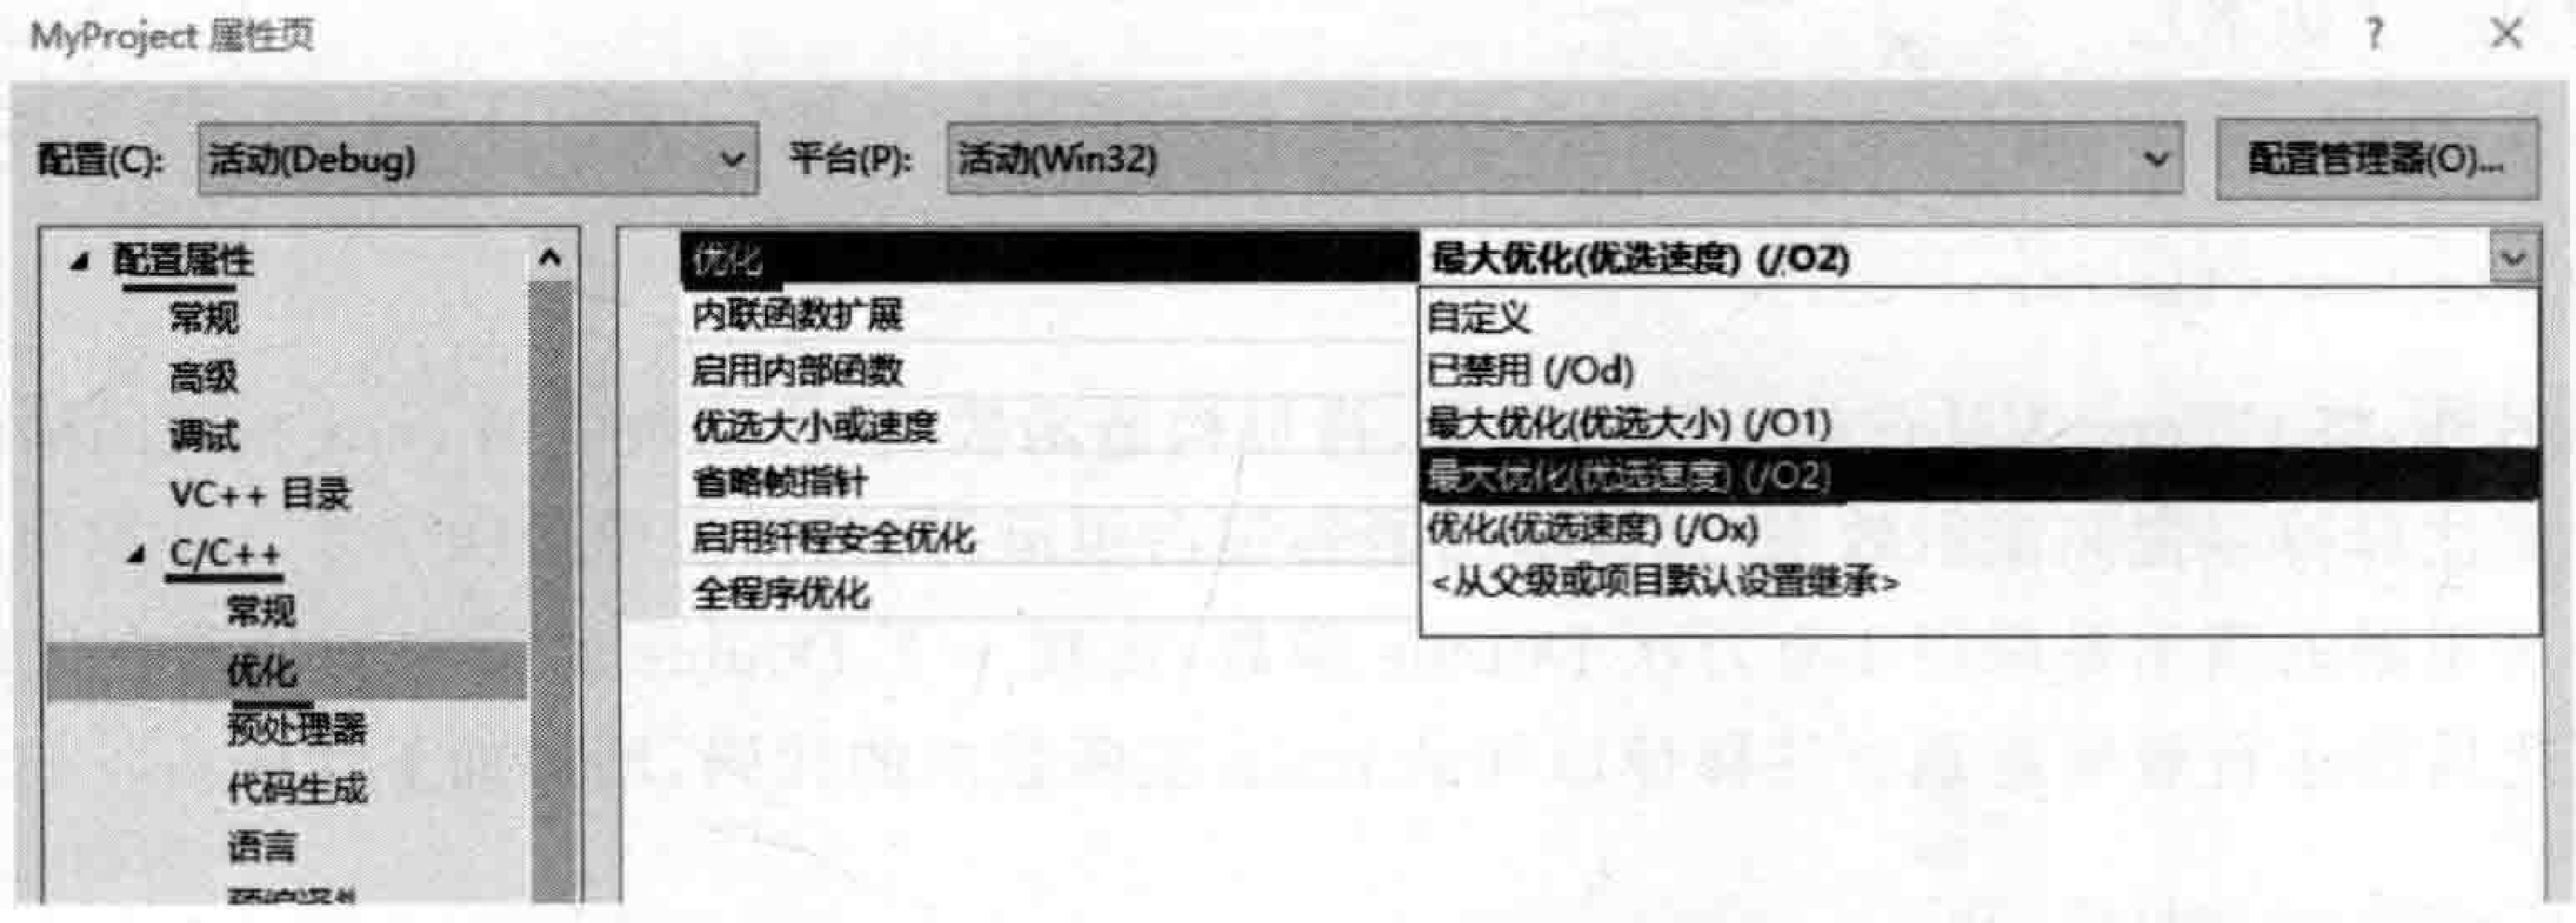 MyProject 属性页
配置(C): 活动(Debug) 平台(P): 活动(Win32) 配置管理器(O)...
配置属性
常规
高级
调试
VC++ 目录
C/C++
常规
优化
预处理器
代码生成
语言
优化 最大优化(优选速度) (/O2)
内联函数扩展
启用内部函数
优选大小或速度
省略帧指针
启用纤程安全优化
全程序优化
自定义
已禁用 (/Od)
最大优化(优选大小) (/O1)
最大优化(优选速度) (/O2)
优化(优选速度) (/Ox)
<从父级或项目默认设置继承>